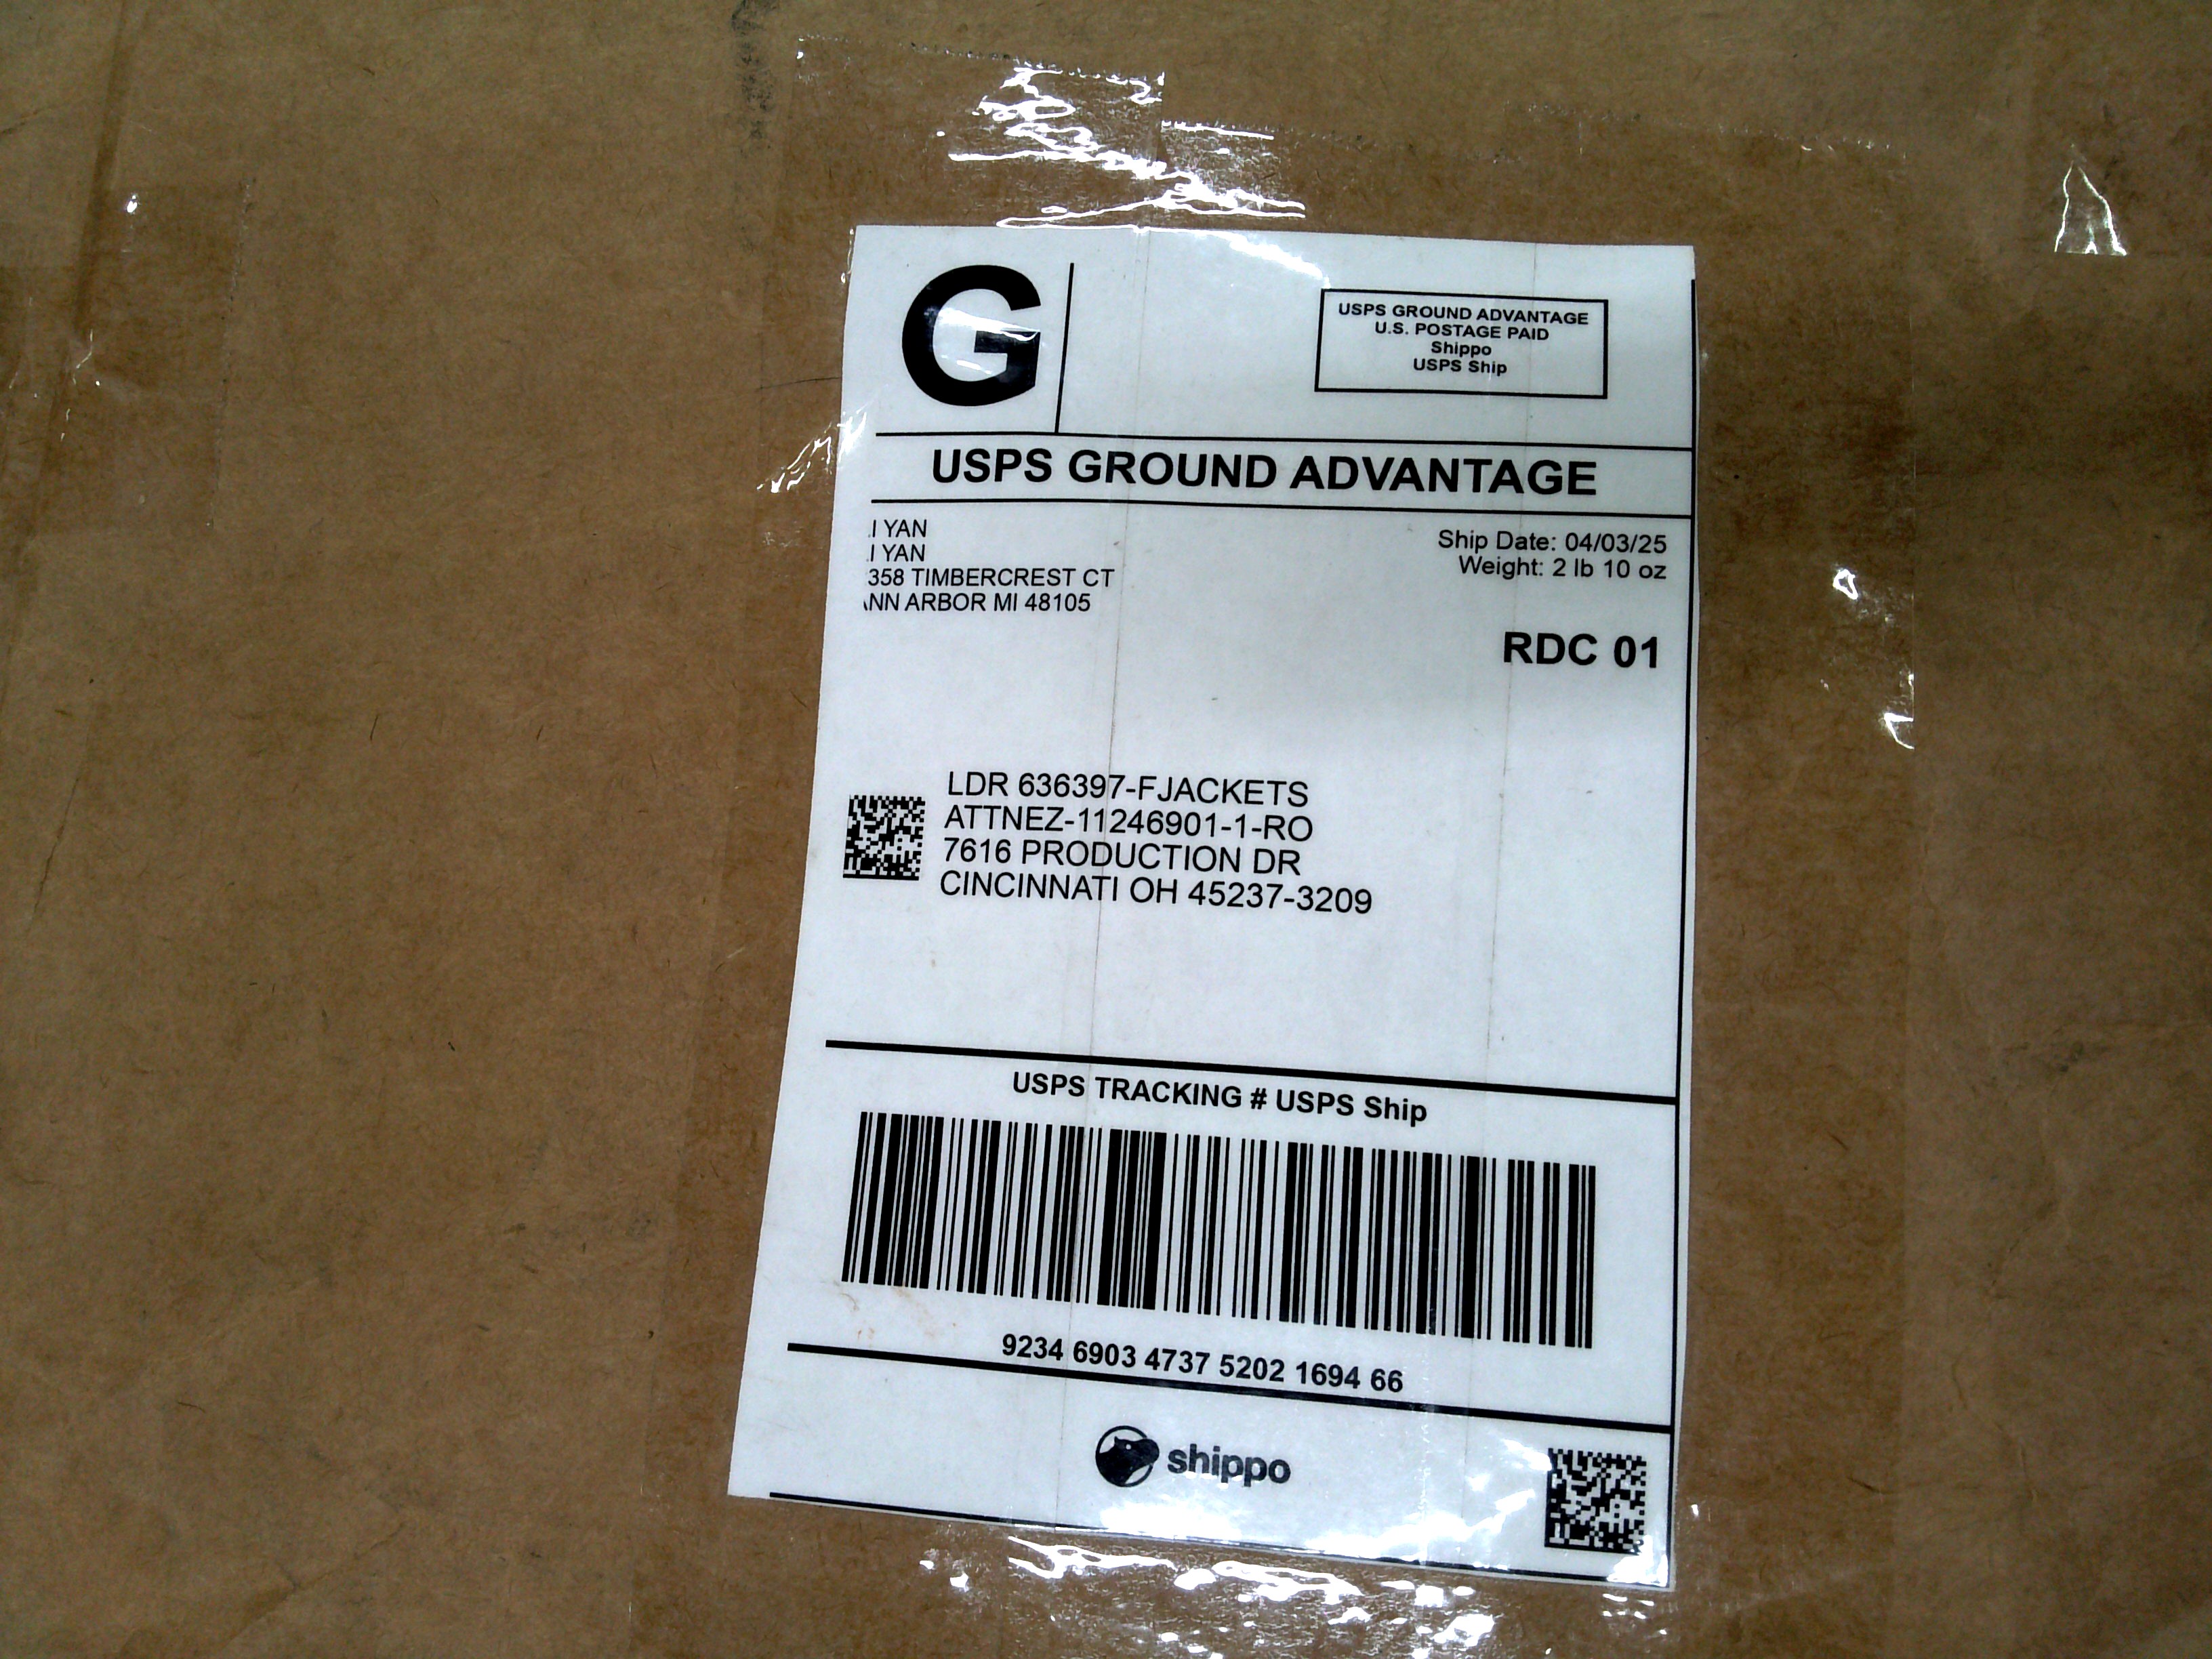 G
USPS GROUND ADVANTAGE
U.S. POSTAGE PAID
Shippo
USPS Ship
USPS GROUND ADVANTAGE
I YAN
I YAN
358 TIMBERCREST CT
NN ARBOR MI 48105
Ship Date: 04/03/25
Weight: 2 lb 10 oz
RDC 01
LDR 636397-FJACKETS
ATTNEZ-11246901-1-RO
7616 PRODUCTION DR
CINCINNATI OH 45237-3209
USPS TRACKING # USPS Ship
9234 6903 4737 5202 1694 66
shippo